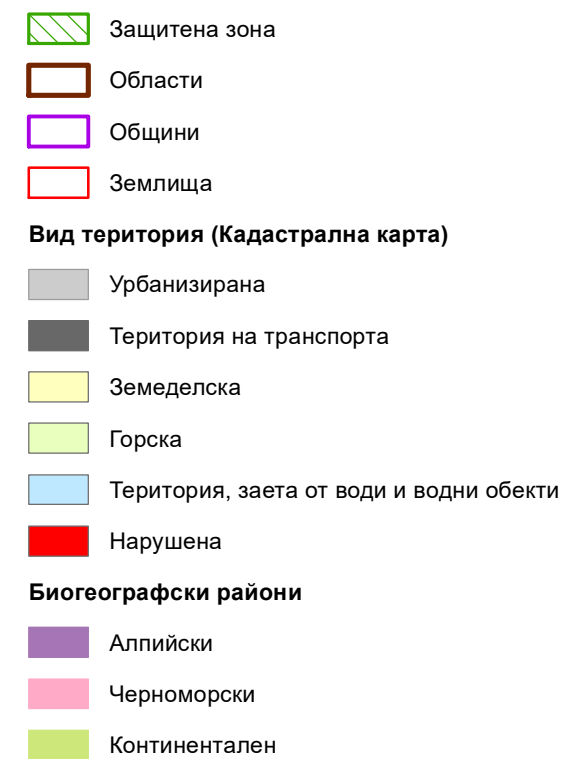 Защитена зона
Области
Общини
Землища
Вид територия (Кадастрална карта)
Урбанизирана
Територия на транспорта
Земеделска
Горска
Територия, заета от води и водни обекти
Нарушена
Биогеографски райони
Алпийски
Черноморски
Континентален